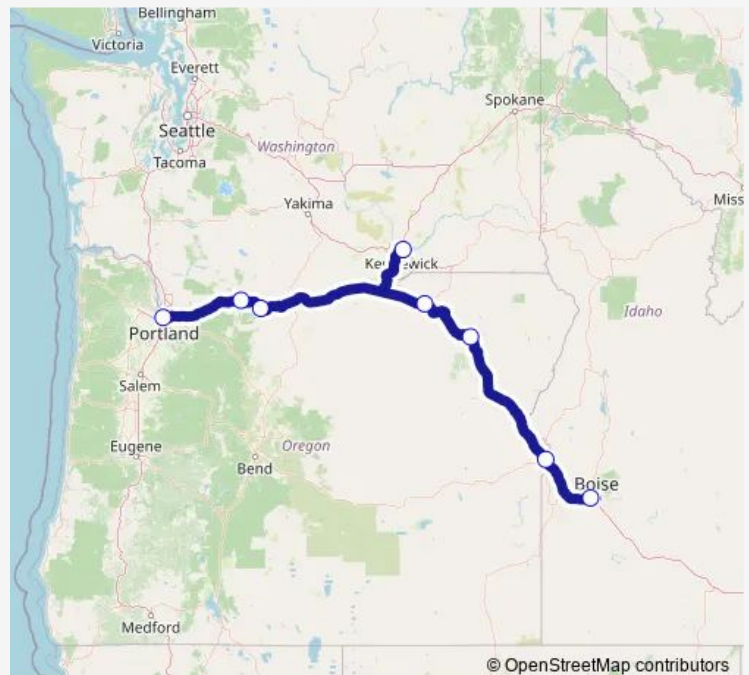 Bellingham
Victoria
Everett
Spokane
Seattle
Washington
Tacoma
Miss
Yakima
Idaho
Portland
Salem
Eugene
Oregon
Bend
Boise
Medford
© OpenStreetMap contributors